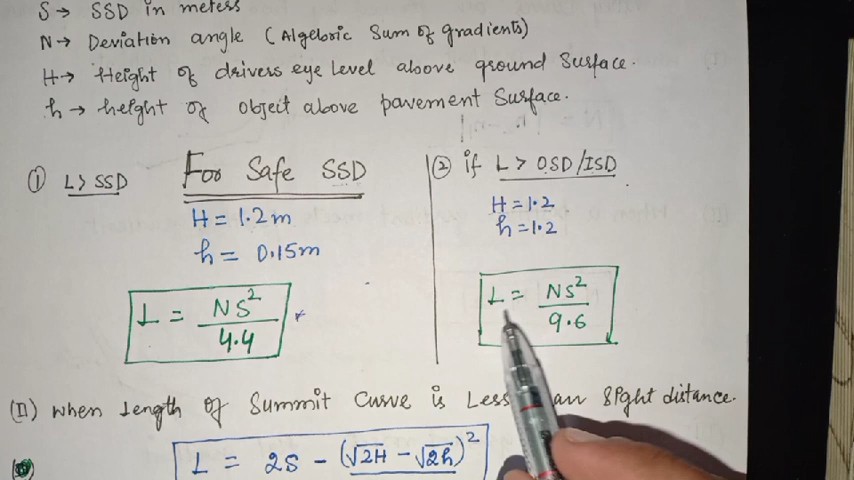 S → SSD in meters
N → Deviation angle (Algebric Sum of gradients)
H → Height of drivers eye level above ground Surface.
h → height of object above pavement Surface.
① L > SSD
For Safe SSD
H = 1.2m
h = 0.15m
L = NS² / 4.4
② if L > OSD/ISD
H = 1.2
h = 1.2
L = NS² / 9.6
(II) when Length of Summit Curve is Less an Sight distance.
L = 2S - (√2H - √2h)²